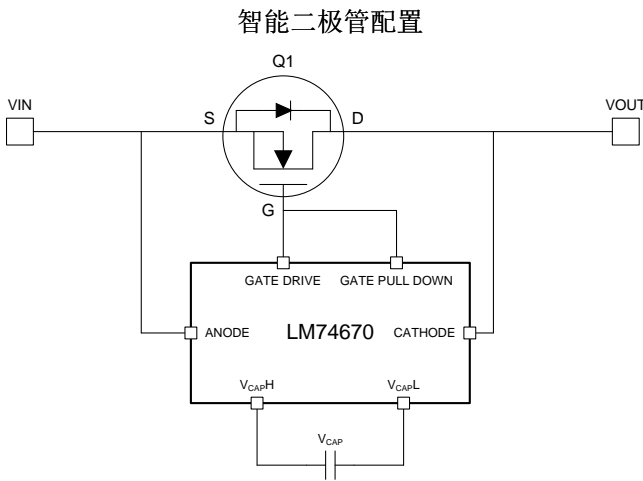 智能二极管配置
Q1
VIN
VOUT
S
D
G
GATE DRIVE
GATE PULL DOWN
ANODE
LM74670
CATHODE
VCAPH
VCAPL
VCAP